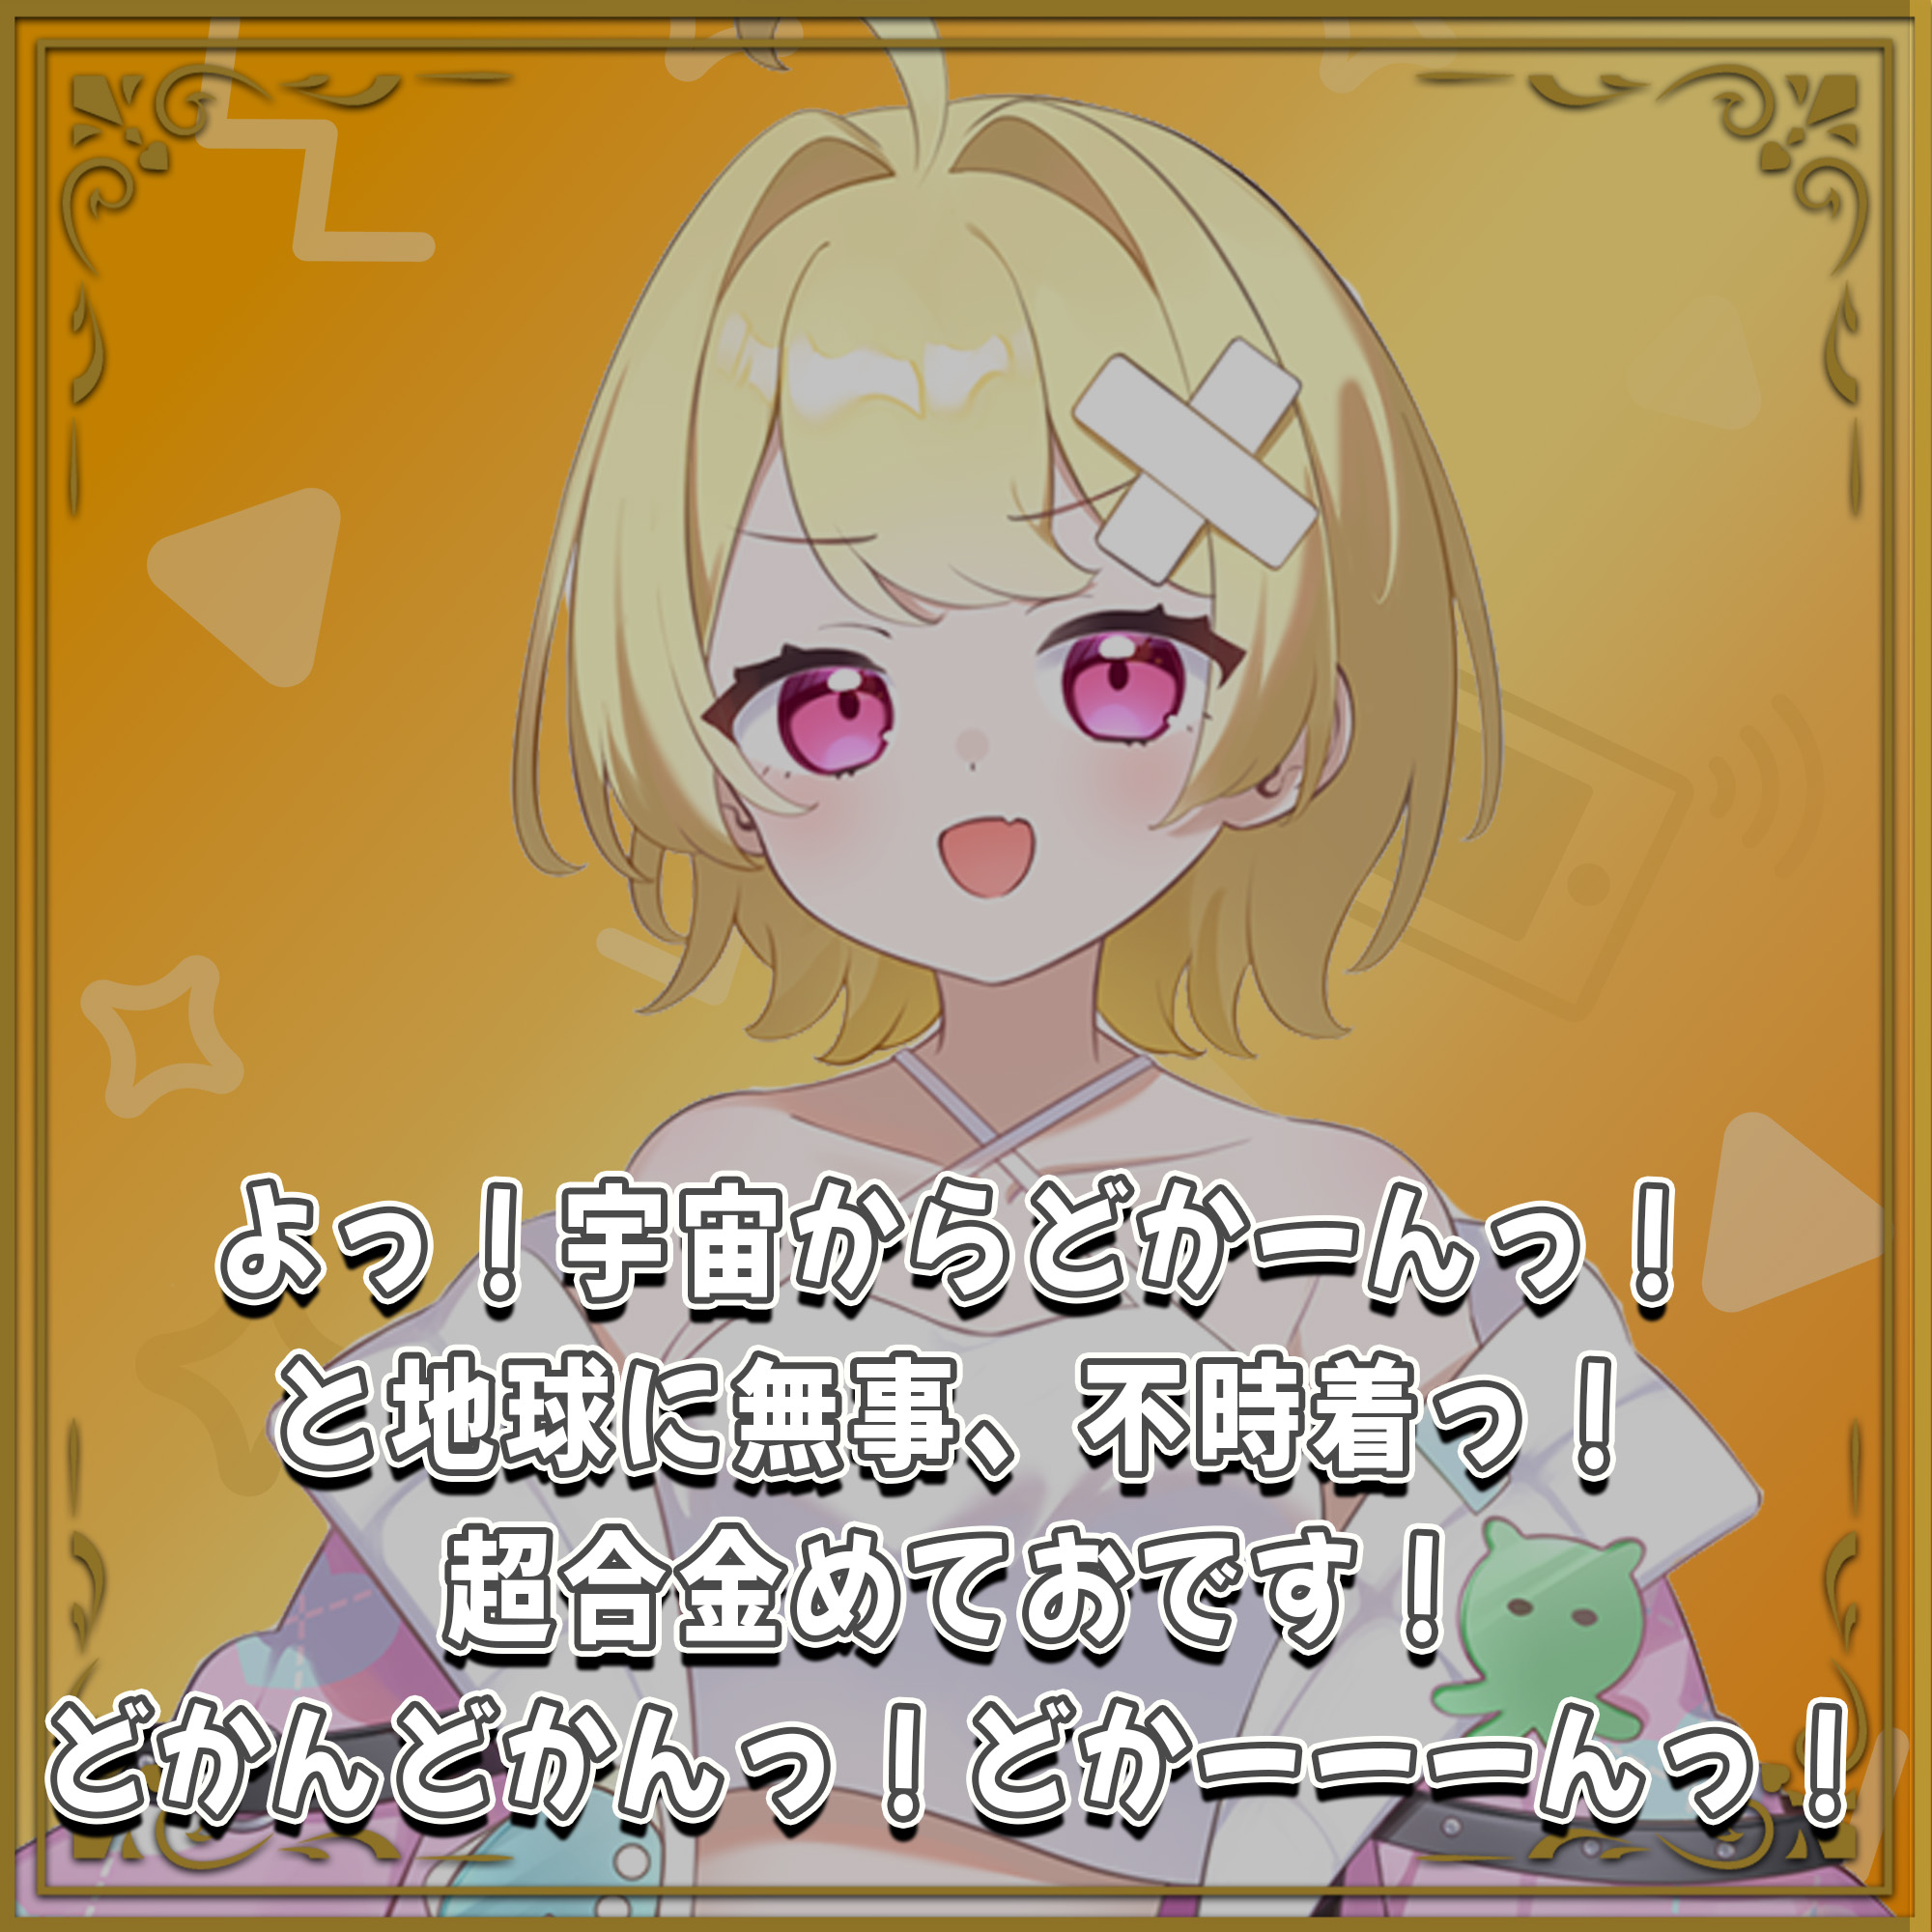 よっ！宇宙からどかーんっ！
と地球に無事、不時着っ！
超合金めておです！
どかんどかんっ！どかーーーんっ！